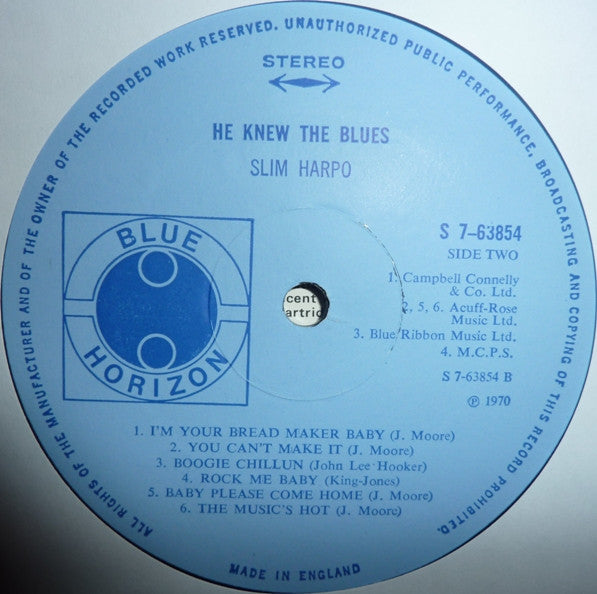 ALL RIGHTS OF THE MANUFACTURER AND OF THE OWNER OF THE RECORDED WORK RESERVED. UNAUTHORIZED PUBLIC PERFORMANCE, BROADCASTING AND COPYING OF THIS RECORD PROHIBITED.
STEREO
HE KNEW THE BLUES
SLIM HARPO
BLUE
HORIZON
S 7-63854
SIDE TWO
1. Campbell Connelly
& Co. Ltd.
2, 5, 6. Acuff-Rose
Music Ltd.
3. Blue Ribbon Music Ltd.
4. M.C.P.S.
S 7-63854 B
℗ 1970
cent
artric
1. I'M YOUR BREAD MAKER BABY (J. Moore)
2. YOU CAN'T MAKE IT (J. Moore)
3. BOOGIE CHILLUN (John Lee Hooker)
4. ROCK ME BABY (King-Jones)
5. BABY PLEASE COME HOME (J. Moore)
6. THE MUSIC'S HOT (J. Moore)
MADE IN ENGLAND